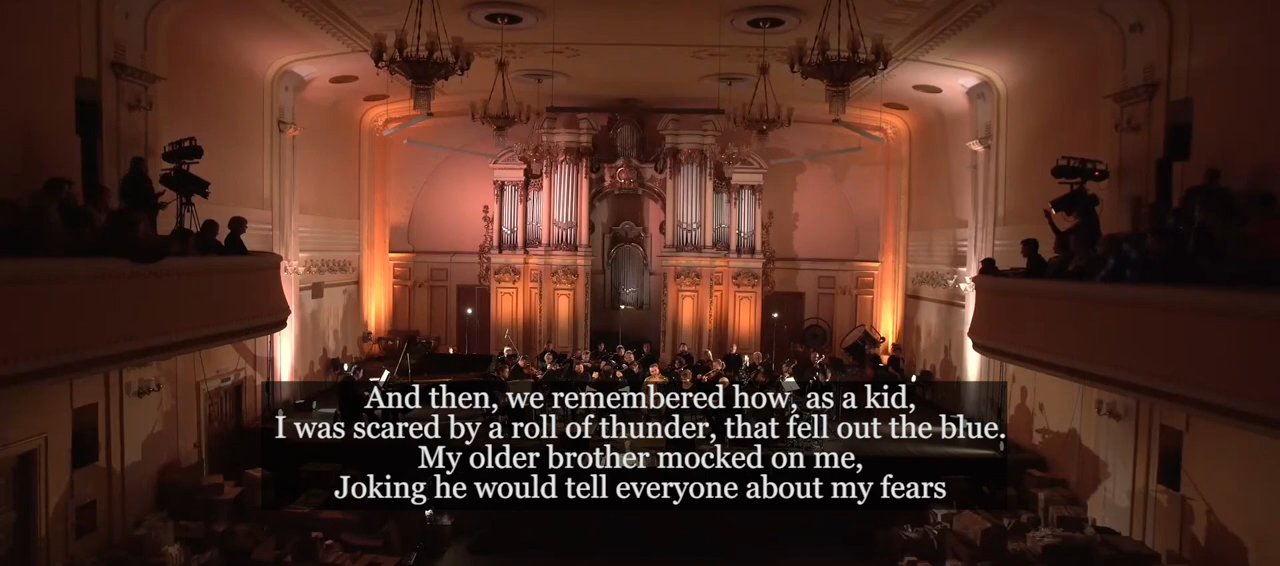 And then, we remembered how, as a kid,
I was scared by a roll of thunder, that fell out the blue.
My older brother mocked on me,
Joking he would tell everyone about my fears